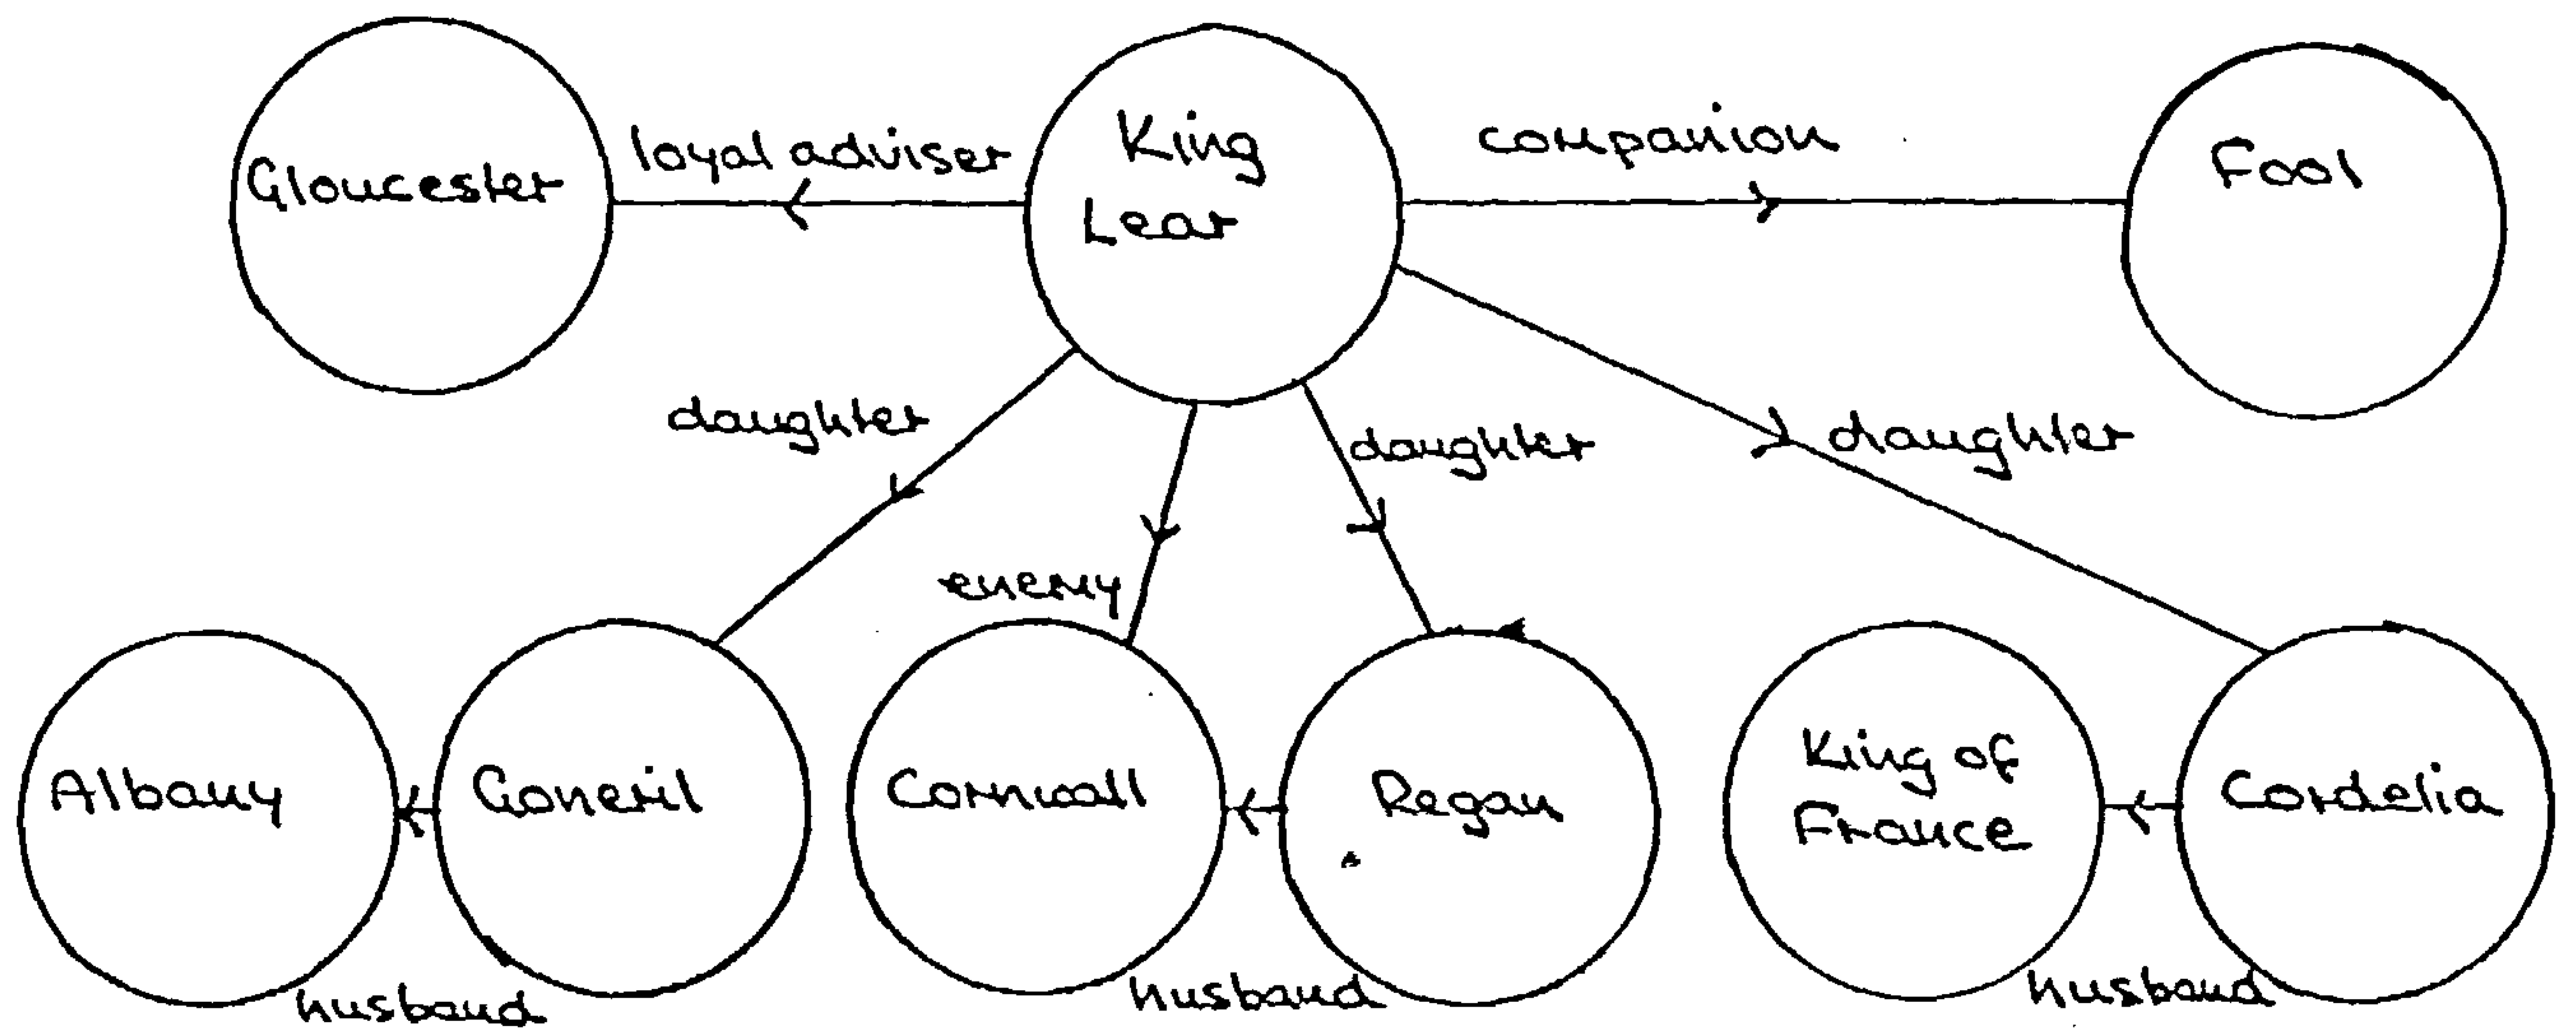 Gloucester
loyal adviser
King
Lear
companion
Fool
daughter
enemy
daughter
daughter
Albany
Goneril
Cornwall
Regan
King of
France
Cordelia
husband
husband
husband